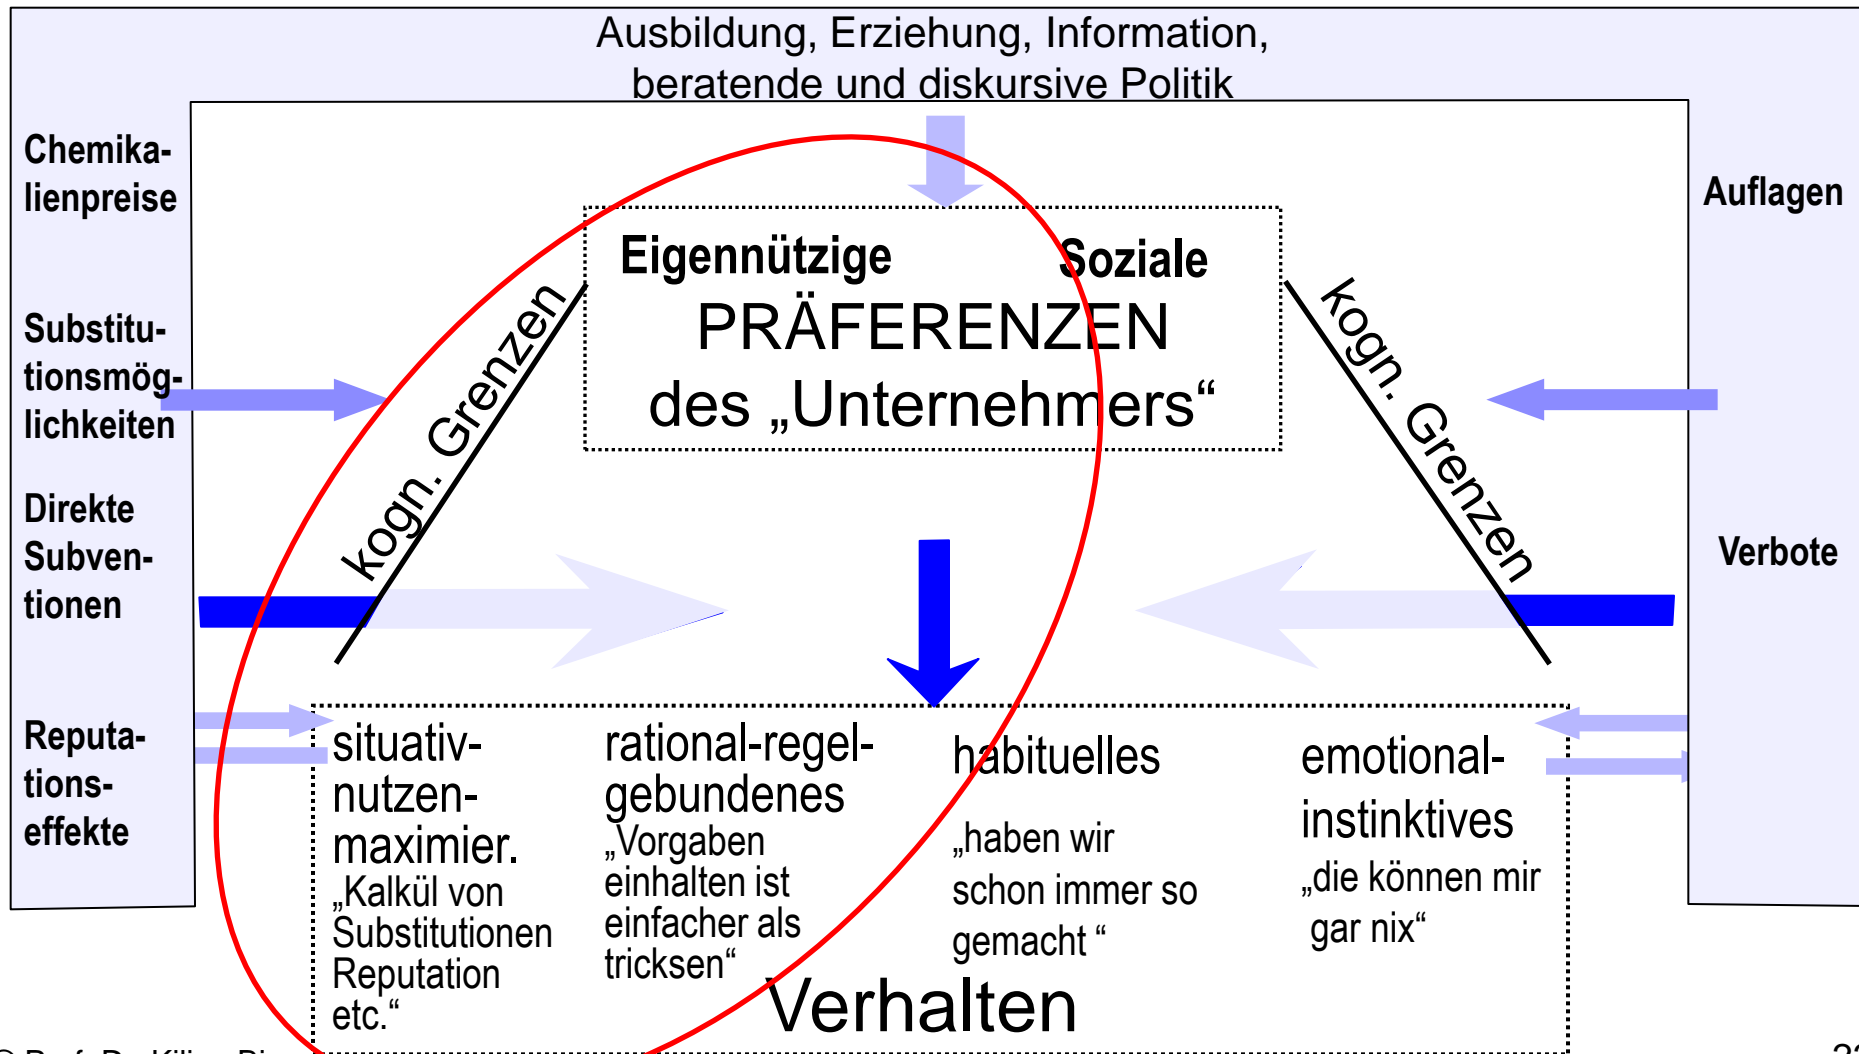 Ausbildung, Erziehung, Information,
beratende und diskursive Politik
Chemika-
lienpreise
Substitu-
tionsmög-
lichkeiten
Direkte
Subven-
tionen
Reputa-
tions-
effekte
Eigennützige Soziale
PRÄFERENZEN
des „Unternehmers“
kogn. Grenzen
kogn. Grenzen
Auflagen
Verbote
situativ-
nutzen-
maximier.
„Kalkül von
Substitutionen
Reputation
etc.“
rational-regel-
gebundenes
„Vorgaben
einhalten ist
einfacher als
tricksen“
habituelles
„haben wir
schon immer so
gemacht “
emotional-
instinktives
„die können mir
gar nix“
Verhalten
Prof. Dr. Kilian